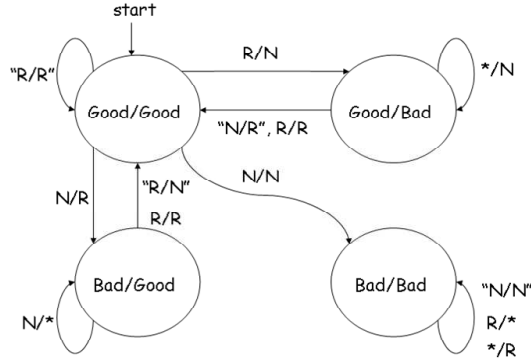 start
R/N
“R/R”
*/N
Good/Good
Good/Bad
“N/R”, R/R
N/N
“R/N”
N/R
R/R
Bad/Good
Bad/Bad
“N/N”
N/*
R/*
*/R